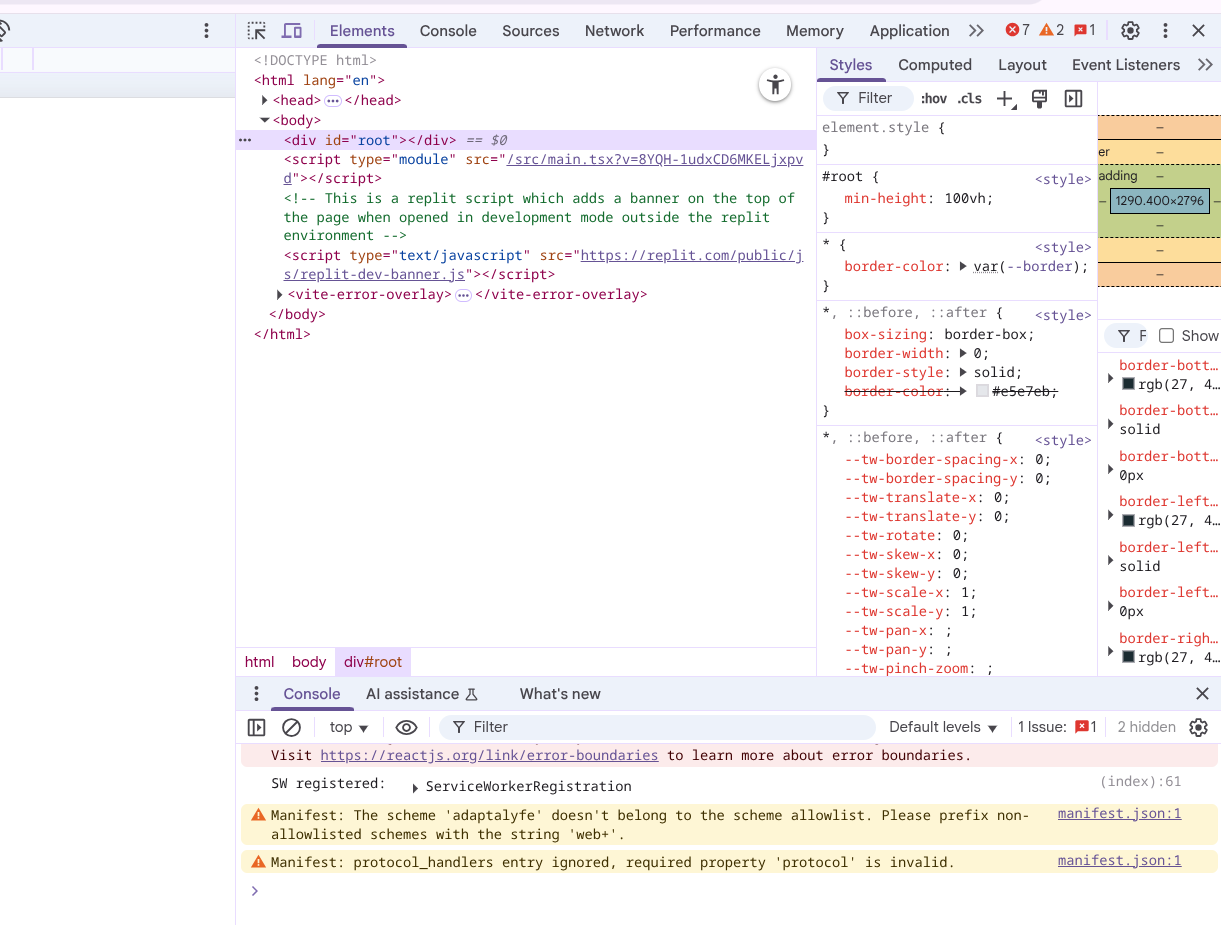 Elements Console Sources Network Performance Memory Application 7 2 1
<!DOCTYPE html>
<html lang="en">
<head> ••• </head>
<body>
••• <div id="root"></div> == $0
<script type="module" src="/src/main.tsx?v=8YQH-1udxCD6MKELjxpv
d"></script>
<!-- This is a replit script which adds a banner on the top of
the page when opened in development mode outside the replit
environment -->
<script type="text/javascript" src="https://replit.com/public/j
s/replit-dev-banner.js"></script>
<vite-error-overlay> ••• </vite-error-overlay>
</body>
</html>
html body div#root
Styles Computed Layout Event Listeners
Filter :hov .cls
element.style {
}
#root { <style>
min-height: 100vh;
}
* { <style>
border-color: var(--border);
}
*, ::before, ::after { <style>
box-sizing: border-box;
border-width: 0;
border-style: solid;
border-color: #e5e7eb;
}
*, ::before, ::after { <style>
--tw-border-spacing-x: 0;
--tw-border-spacing-y: 0;
--tw-translate-x: 0;
--tw-translate-y: 0;
--tw-rotate: 0;
--tw-skew-x: 0;
--tw-skew-y: 0;
--tw-scale-x: 1;
--tw-scale-y: 1;
--tw-pan-x: ;
--tw-pan-y: ;
--tw-pinch-zoom: ;
–
er –
adding –
– 1290.400×2796 –
–
–
–
F Show
border-bott…
rgb(27, 4…
border-bott…
solid
border-bott…
0px
border-left…
rgb(27, 4…
border-left…
solid
border-left…
0px
border-righ…
rgb(27, 4…
Console AI assistance What's new
top Filter Default levels 1 Issue: 1 2 hidden
Visit https://reactjs.org/link/error-boundaries to learn more about error boundaries.
SW registered: ServiceWorkerRegistration (index):61
Manifest: The scheme 'adaptalyfe' doesn't belong to the scheme allowlist. Please prefix non- manifest.json:1
allowlisted schemes with the string 'web+'.
Manifest: protocol_handlers entry ignored, required property 'protocol' is invalid. manifest.json:1